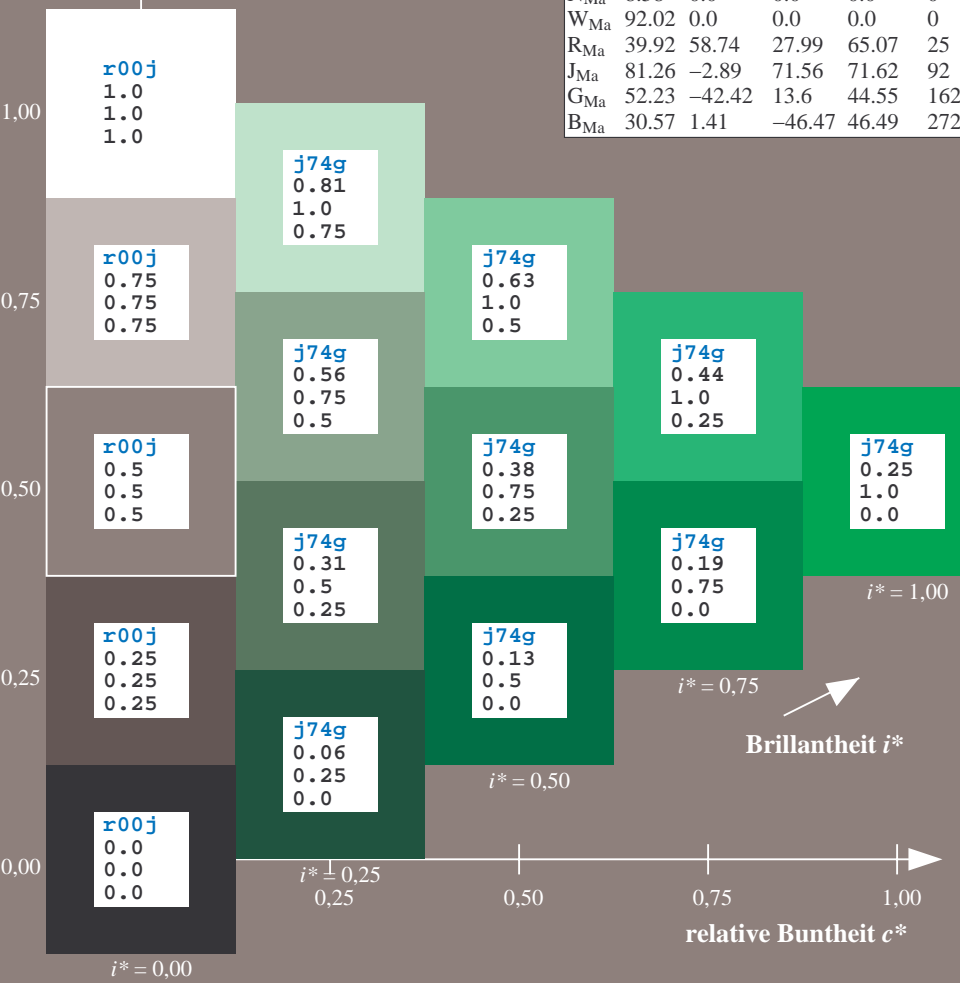 W_Ma 92.02 0.0 0.0 0.0 0
R_Ma 39.92 58.74 27.99 65.07 25
J_Ma 81.26 –2.89 71.56 71.62 92
G_Ma 52.23 –42.42 13.6 44.55 162
B_Ma 30.57 1.41 –46.47 46.49 272
1,00
0,75
0,50
0,25
0,00
r00j
1.0
1.0
1.0
r00j
0.75
0.75
0.75
r00j
0.5
0.5
0.5
r00j
0.25
0.25
0.25
r00j
0.0
0.0
0.0
i* = 0,00
j74g
0.81
1.0
0.75
j74g
0.56
0.75
0.5
j74g
0.31
0.5
0.25
j74g
0.06
0.25
0.0
i* = 0,25
j74g
0.63
1.0
0.5
j74g
0.38
0.75
0.25
j74g
0.13
0.5
0.0
i* = 0,50
j74g
0.44
1.0
0.25
j74g
0.19
0.75
0.0
i* = 0,75
j74g
0.25
1.0
0.0
i* = 1,00
Brillantheit i*
0,25 0,50 0,75 1,00
relative Buntheit c*